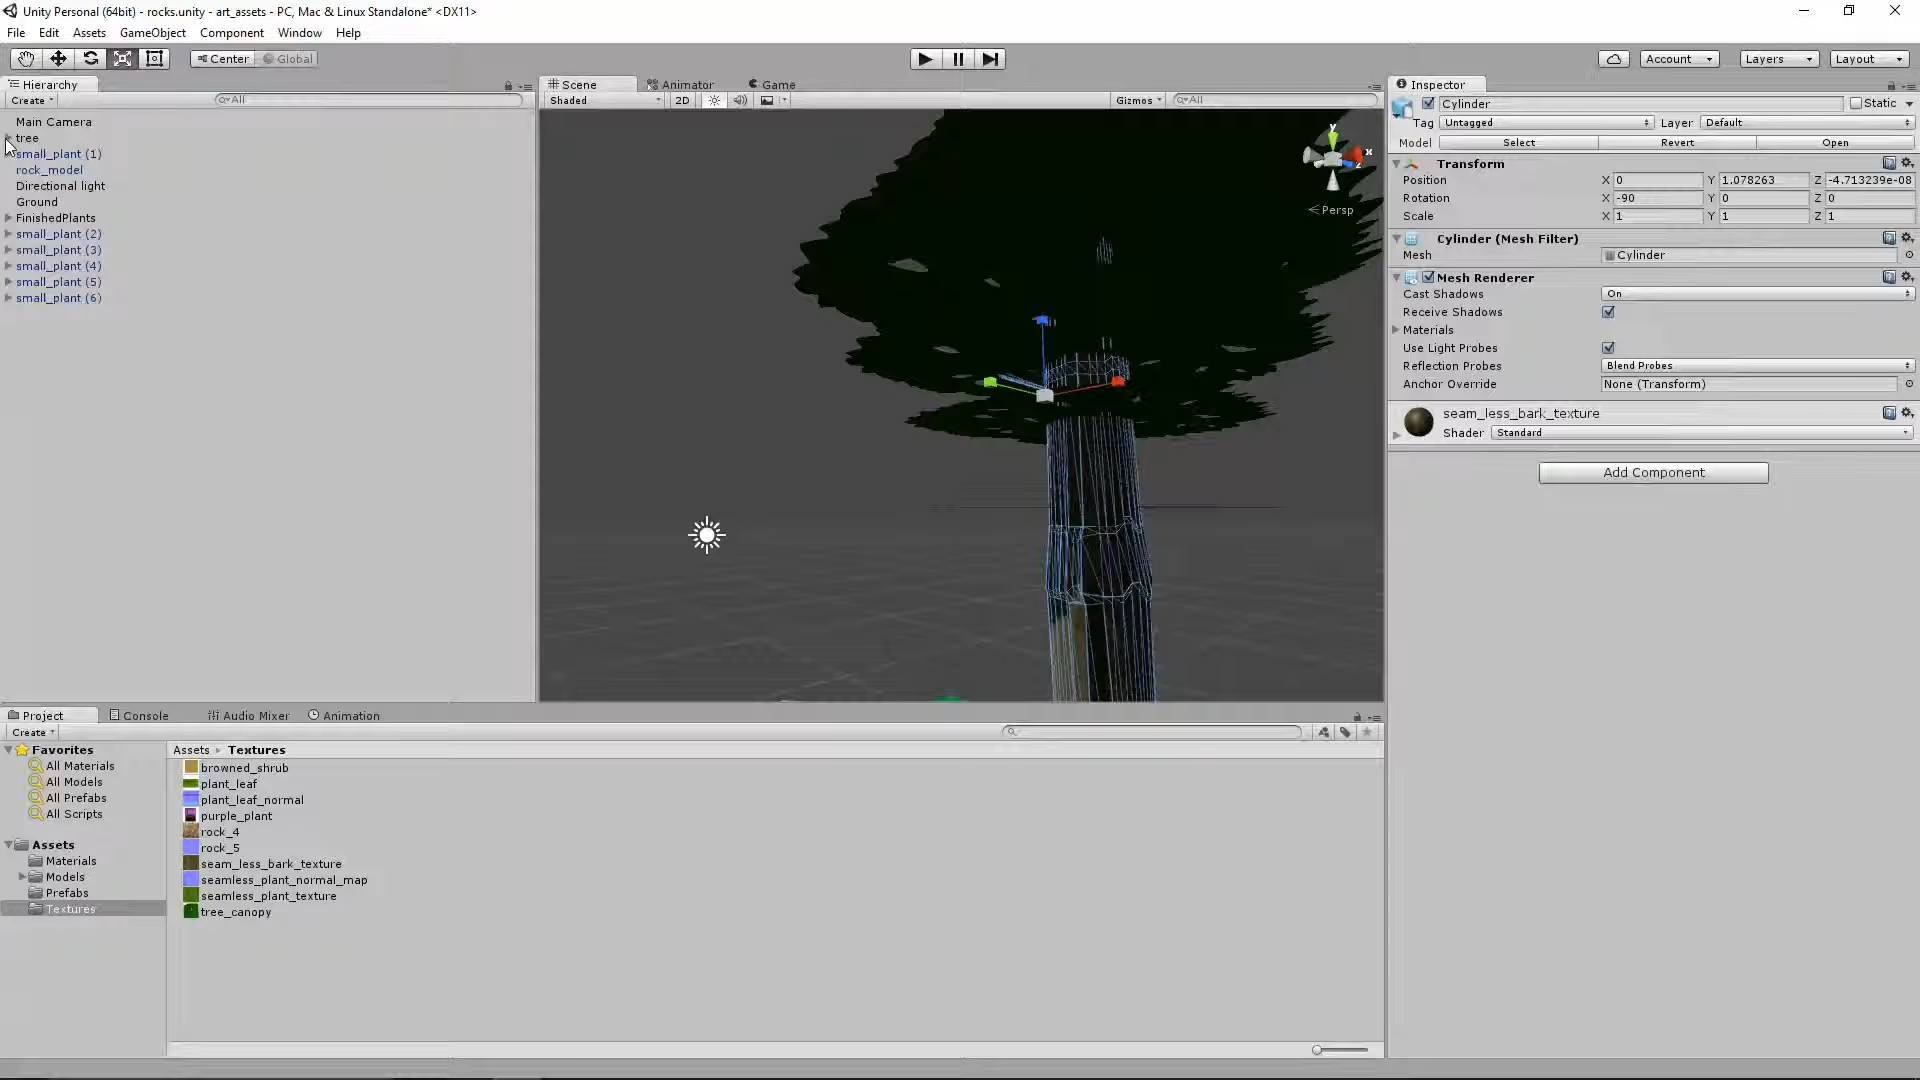 Unity Personal (64bit) - rocks.unity - art_assets - PC, Mac & Linux Standalone* <DX11>
File Edit Assets GameObject Component Window Help
Center Global Account Layers Layout
Hierarchy
Create All
Main Camera
tree
small_plant (1)
rock_model
Directional light
Ground
FinishedPlants
small_plant (2)
small_plant (3)
small_plant (4)
small_plant (5)
small_plant (6)
Scene Animator Game
Shaded 2D Gizmos All
y
x
z
Persp
Inspector
Cylinder Static
Tag Untagged Layer Default
Model Select Revert Open
Transform
Position X 0 Y 1.078263 Z -4.713239e-08
Rotation X -90 Y 0 Z 0
Scale X 1 Y 1 Z 1
Cylinder (Mesh Filter)
Mesh Cylinder
Mesh Renderer
Cast Shadows On
Receive Shadows
Materials
Use Light Probes
Reflection Probes Blend Probes
Anchor Override None (Transform)
seam_less_bark_texture
Shader Standard
Add Component
Project Console Audio Mixer Animation
Create
Favorites
All Materials
All Models
All Prefabs
All Scripts
Assets
Materials
Models
Prefabs
Textures
Assets Textures
browned_shrub
plant_leaf
plant_leaf_normal
purple_plant
rock_4
rock_5
seam_less_bark_texture
seamless_plant_normal_map
seamless_plant_texture
tree_canopy